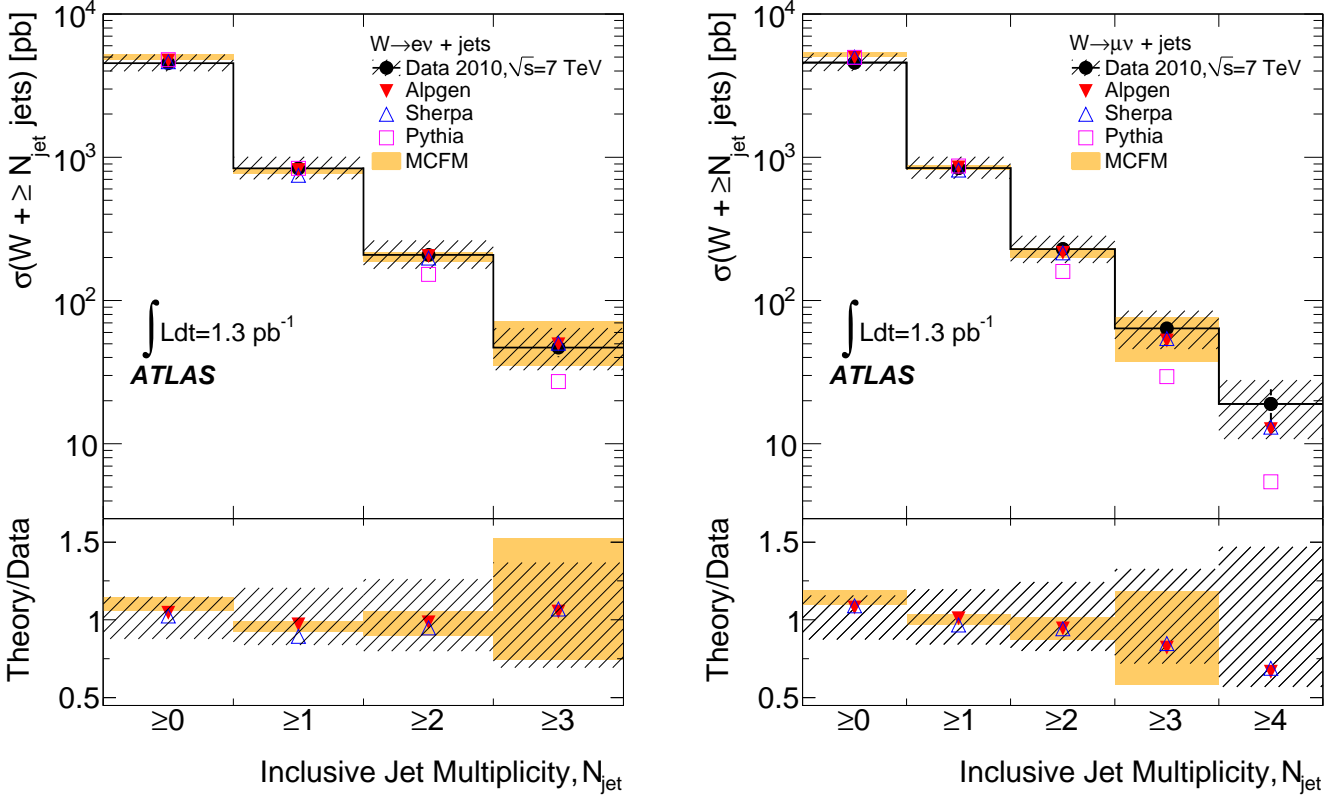 σ(W + ≥N_jet jets) [pb]
10^4
10^3
10^2
10
W→eν + jets
Data 2010,√s=7 TeV
Alpgen
Sherpa
Pythia
MCFM
∫Ldt=1.3 pb^-1
ATLAS
Theory/Data
1.5
1
0.5
≥0 ≥1 ≥2 ≥3
Inclusive Jet Multiplicity, N_jet
σ(W + ≥N_jet jets) [pb]
10^4
10^3
10^2
10
W→μν + jets
Data 2010,√s=7 TeV
Alpgen
Sherpa
Pythia
MCFM
∫Ldt=1.3 pb^-1
ATLAS
Theory/Data
1.5
1
0.5
≥0 ≥1 ≥2 ≥3 ≥4
Inclusive Jet Multiplicity, N_jet